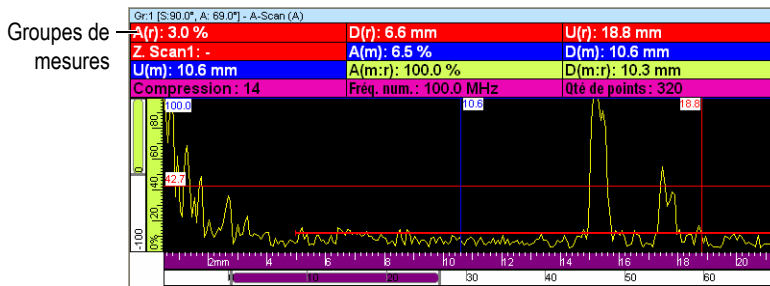 Groupes de mesures
Gr:1 [S:90.0°, A: 69.0°] - A-Scan (A)
A(r): 3.0 % D(r): 6.6 mm U(r): 18.8 mm
Z. Scan1: - A(m): 6.5 % D(m): 10.6 mm
U(m): 10.6 mm A(m:r): 100.0 % D(m:r): 10.3 mm
Compression : 14 Fréq. num. : 100.0 MHz Qté de points : 320
100.0 10.6 18.8
42.7
0 -100
80 60 40 20 0%
2mm 4 6 8 10 12 14 16 18 20
0 10 20 30 40 50 60